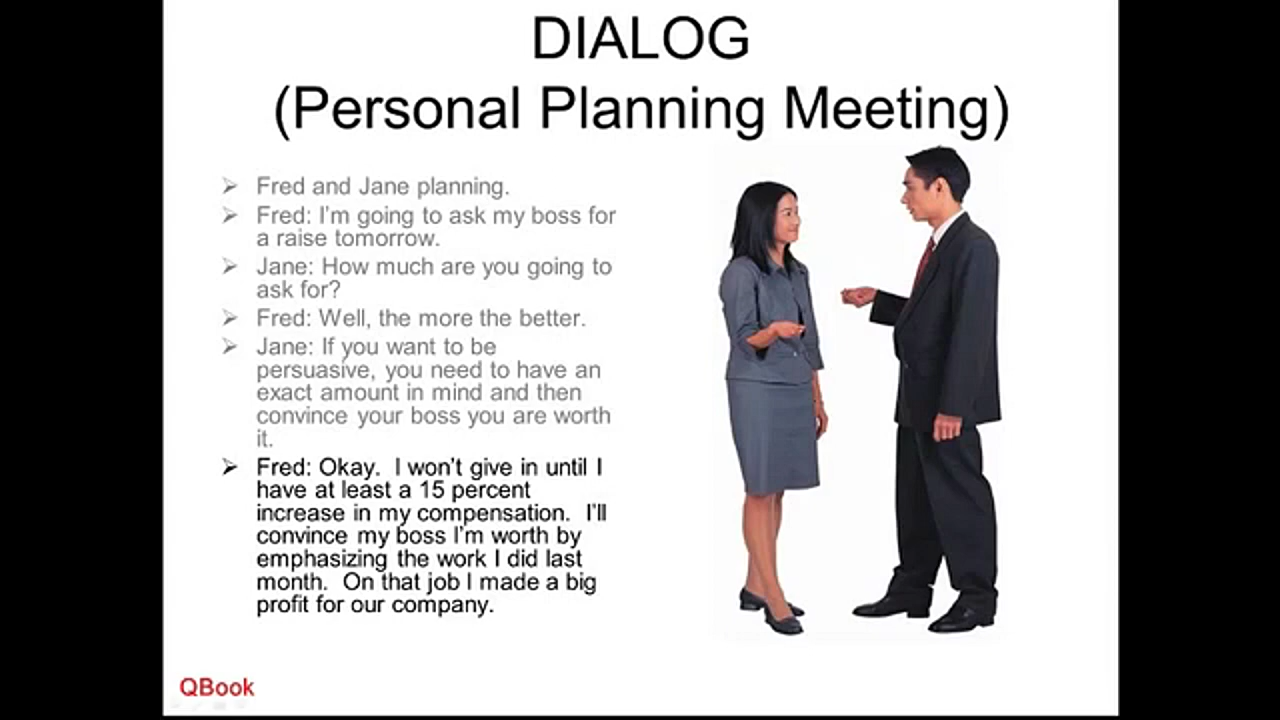 DIALOG
(Personal Planning Meeting)
Fred and Jane planning.
Fred: I'm going to ask my boss for
a raise tomorrow.
Jane: How much are you going to
ask for?
Fred: Well, the more the better.
Jane: If you want to be
persuasive, you need to have an
exact amount in mind and then
convince your boss you are worth
it.
Fred: Okay.  I won't give in until I
have at least a 15 percent
increase in my compensation.  I'll
convince my boss I'm worth by
emphasizing the work I did last
month.  On that job I made a big
profit for our company.
QBook